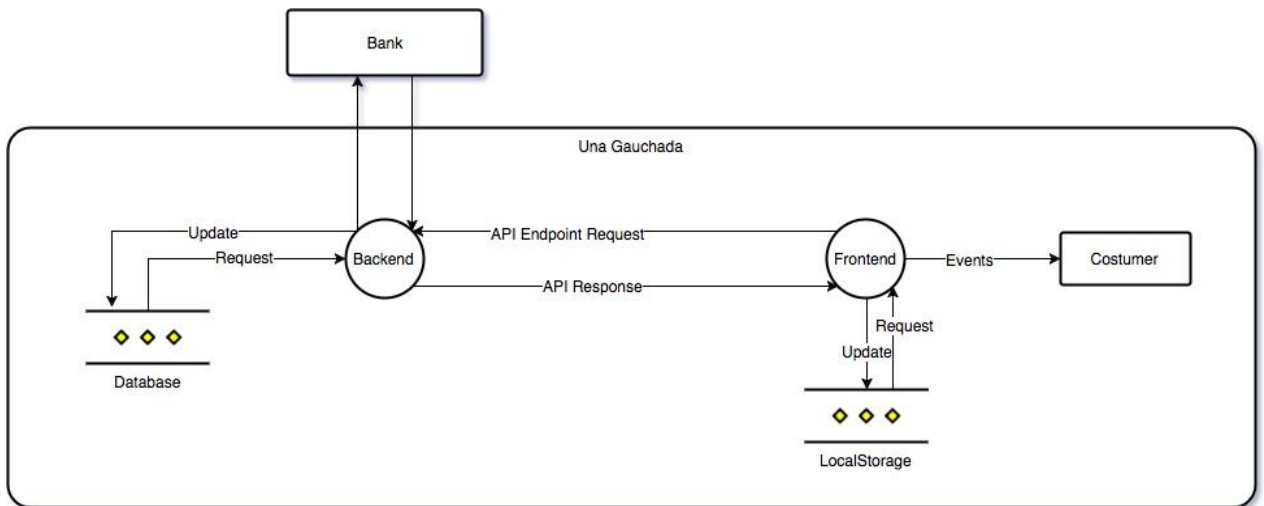 Bank
Una Gauchada
Update
API Endpoint Request
Request
Backend
Frontend
Events
Costumer
API Response
Request
Update
Database
LocalStorage